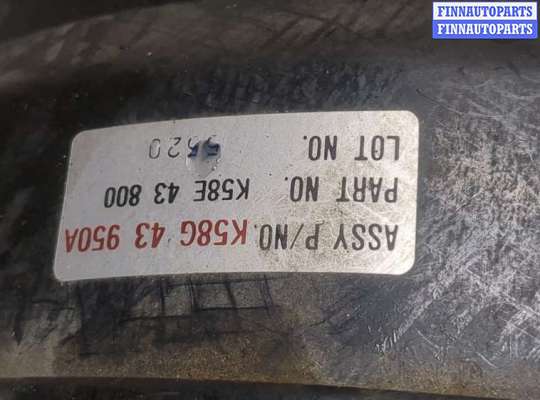 FINNAUTOPARTS
FINNAUTOPARTS
ASSY P/NO. K58G 43 950A
PART NO. K58E 43 800
LOT NO. 5520